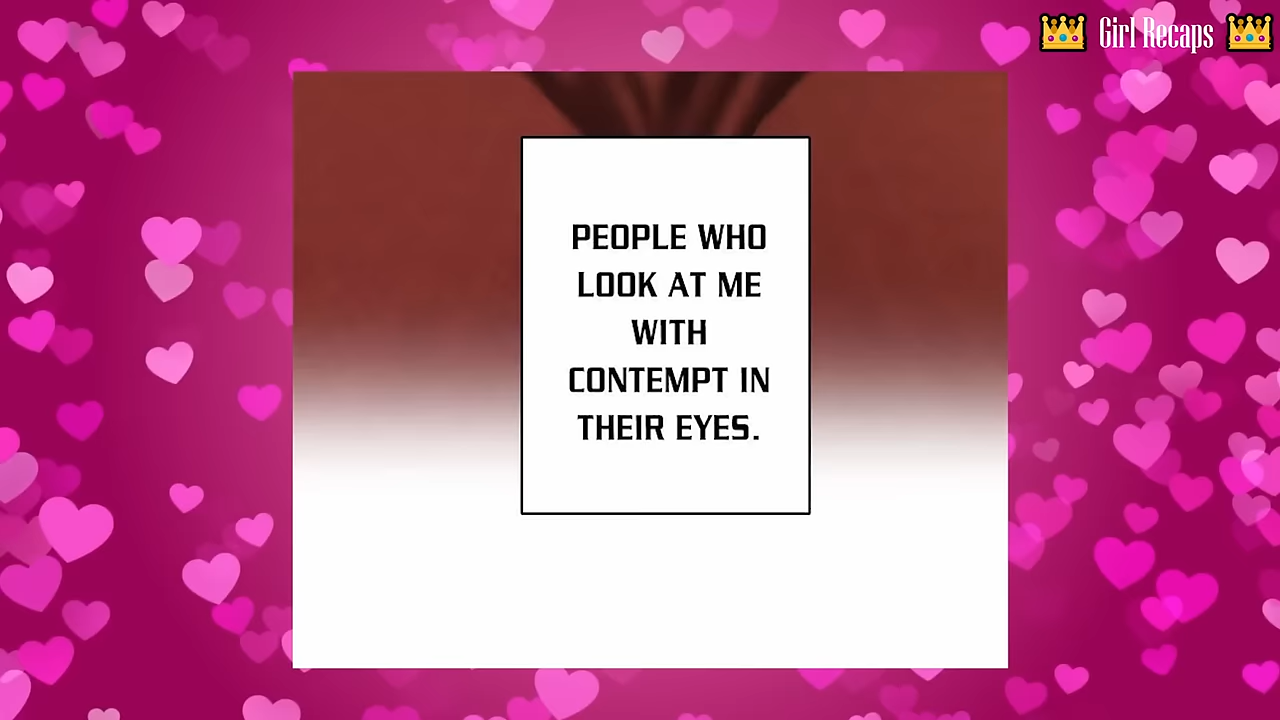 👑 Girl Recaps 👑
PEOPLE WHO
LOOK AT ME
WITH
CONTEMPT IN
THEIR EYES.